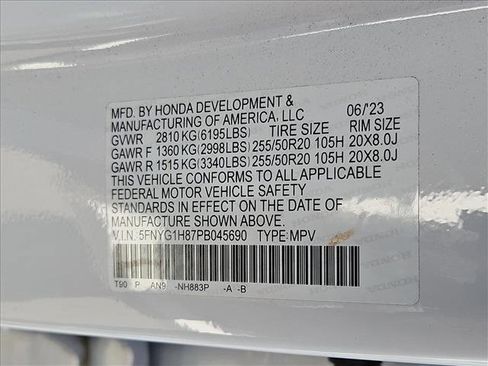 MFD. BY HONDA DEVELOPMENT & 06/'23
MANUFACTURING OF AMERICA, LLC
GVWR 2810 KG(6195LBS) TIRE SIZE RIM SIZE
GAWR F 1360 KG(2998LBS) 255/50R20 105H 20X8.0J
GAWR R 1515 KG(3340LBS) 255/50R20 105H 20X8.0J
THIS VEHICLE CONFORMS TO ALL APPLICABLE
FEDERAL MOTOR VEHICLE SAFETY
STANDARDS IN EFFECT ON THE DATE OF
MANUFACTURE SHOWN ABOVE.
V.I.N. 5FNYG1H87PB045690 TYPE: MPV
T90 P AN9 -NH883P -A -B